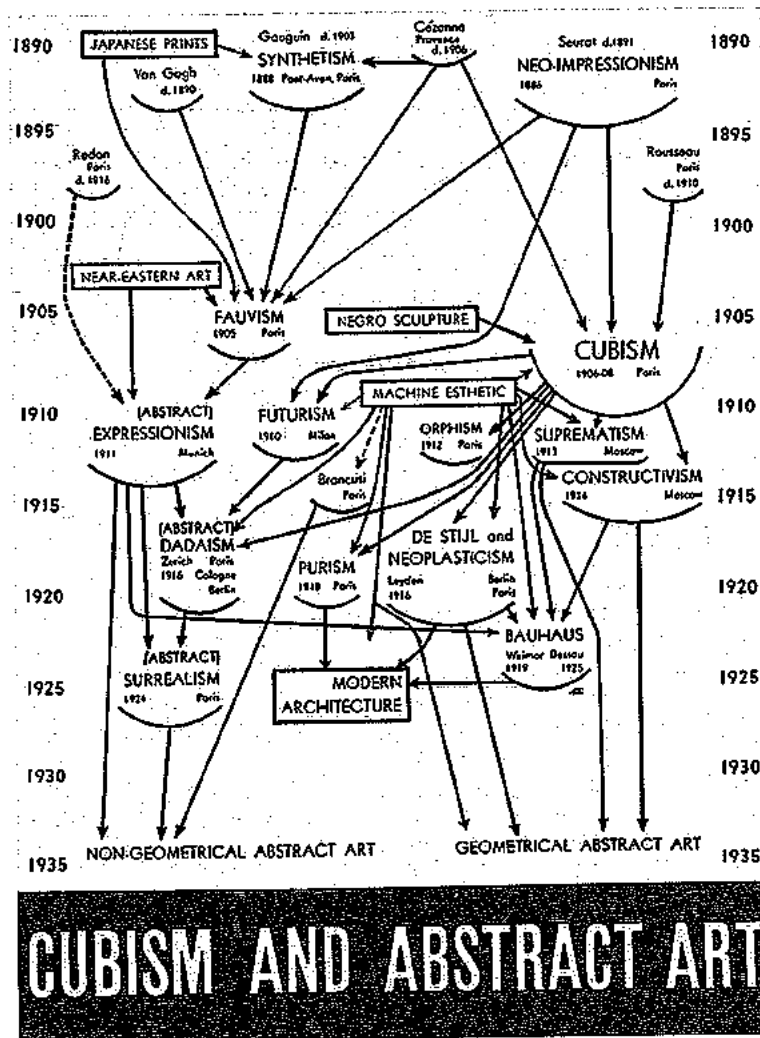 1890
JAPANESE PRINTS
Gauguin d. 1903
SYNTHETISM
1888 Pont-Aven, Paris
Cézanne
Provence
d. 1906
Seurat d. 1891
NEO-IMPRESSIONISM
1886 Paris
1890
Van Gogh
d. 1890
1895
1895
Redon
Paris
d. 1916
Rousseau
Paris
d. 1910
1900
1900
NEAR-EASTERN ART
1905
FAUVISM
1905 Paris
NEGRO SCULPTURE
1905
CUBISM
1906-08 Paris
MACHINE ESTHETIC
1910
(ABSTRACT)
EXPRESSIONISM
1911 Munich
FUTURISM
1910 Milan
ORPHISM
1912 Paris
SUPREMATISM
1913 Moscow
1910
Brancusi
Paris
CONSTRUCTIVISM
1914 Moscow
1915
1915
(ABSTRACT)
DADAISM
Zurich Paris
1916 Cologne
Berlin
PURISM
1918 Paris
DE STIJL and
NEOPLASTICISM
Leyden Berlin
1916 Paris
1920
1920
BAUHAUS
Weimar Dessau
1919 1925
(ABSTRACT)
SURREALISM
1924 Paris
1925
MODERN
ARCHITECTURE
1925
1930
1930
NON-GEOMETRICAL ABSTRACT ART
GEOMETRICAL ABSTRACT ART
1935
1935
CUBISM AND ABSTRACT ART